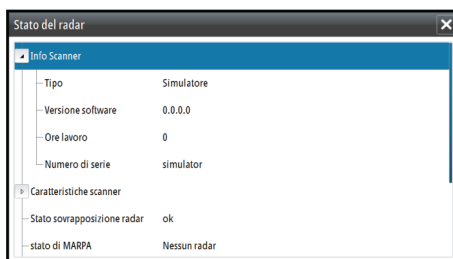 Stato del radar
Info Scanner
Tipo Simulatore
Versione software 0.0.0.0
Ore lavoro 0
Numero di serie simulator
Caratteristiche scanner
Stato sovrapposizione radar ok
stato di MARPA Nessun radar